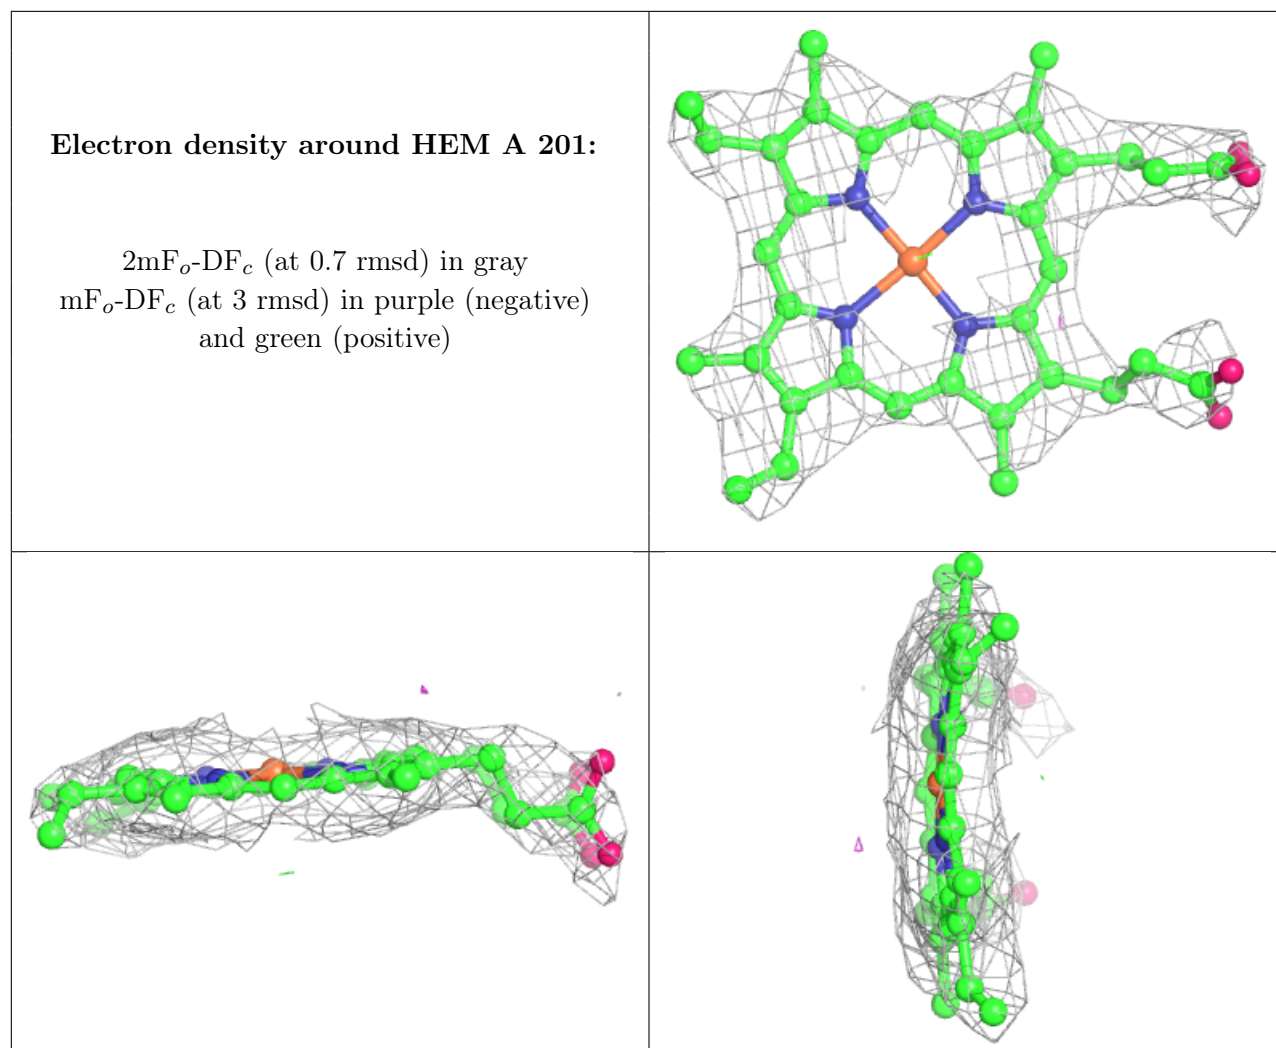 Electron density around HEM A 201:
2mFo-DFc (at 0.7 rmsd) in gray
mFo-DFc (at 3 rmsd) in purple (negative)
and green (positive)